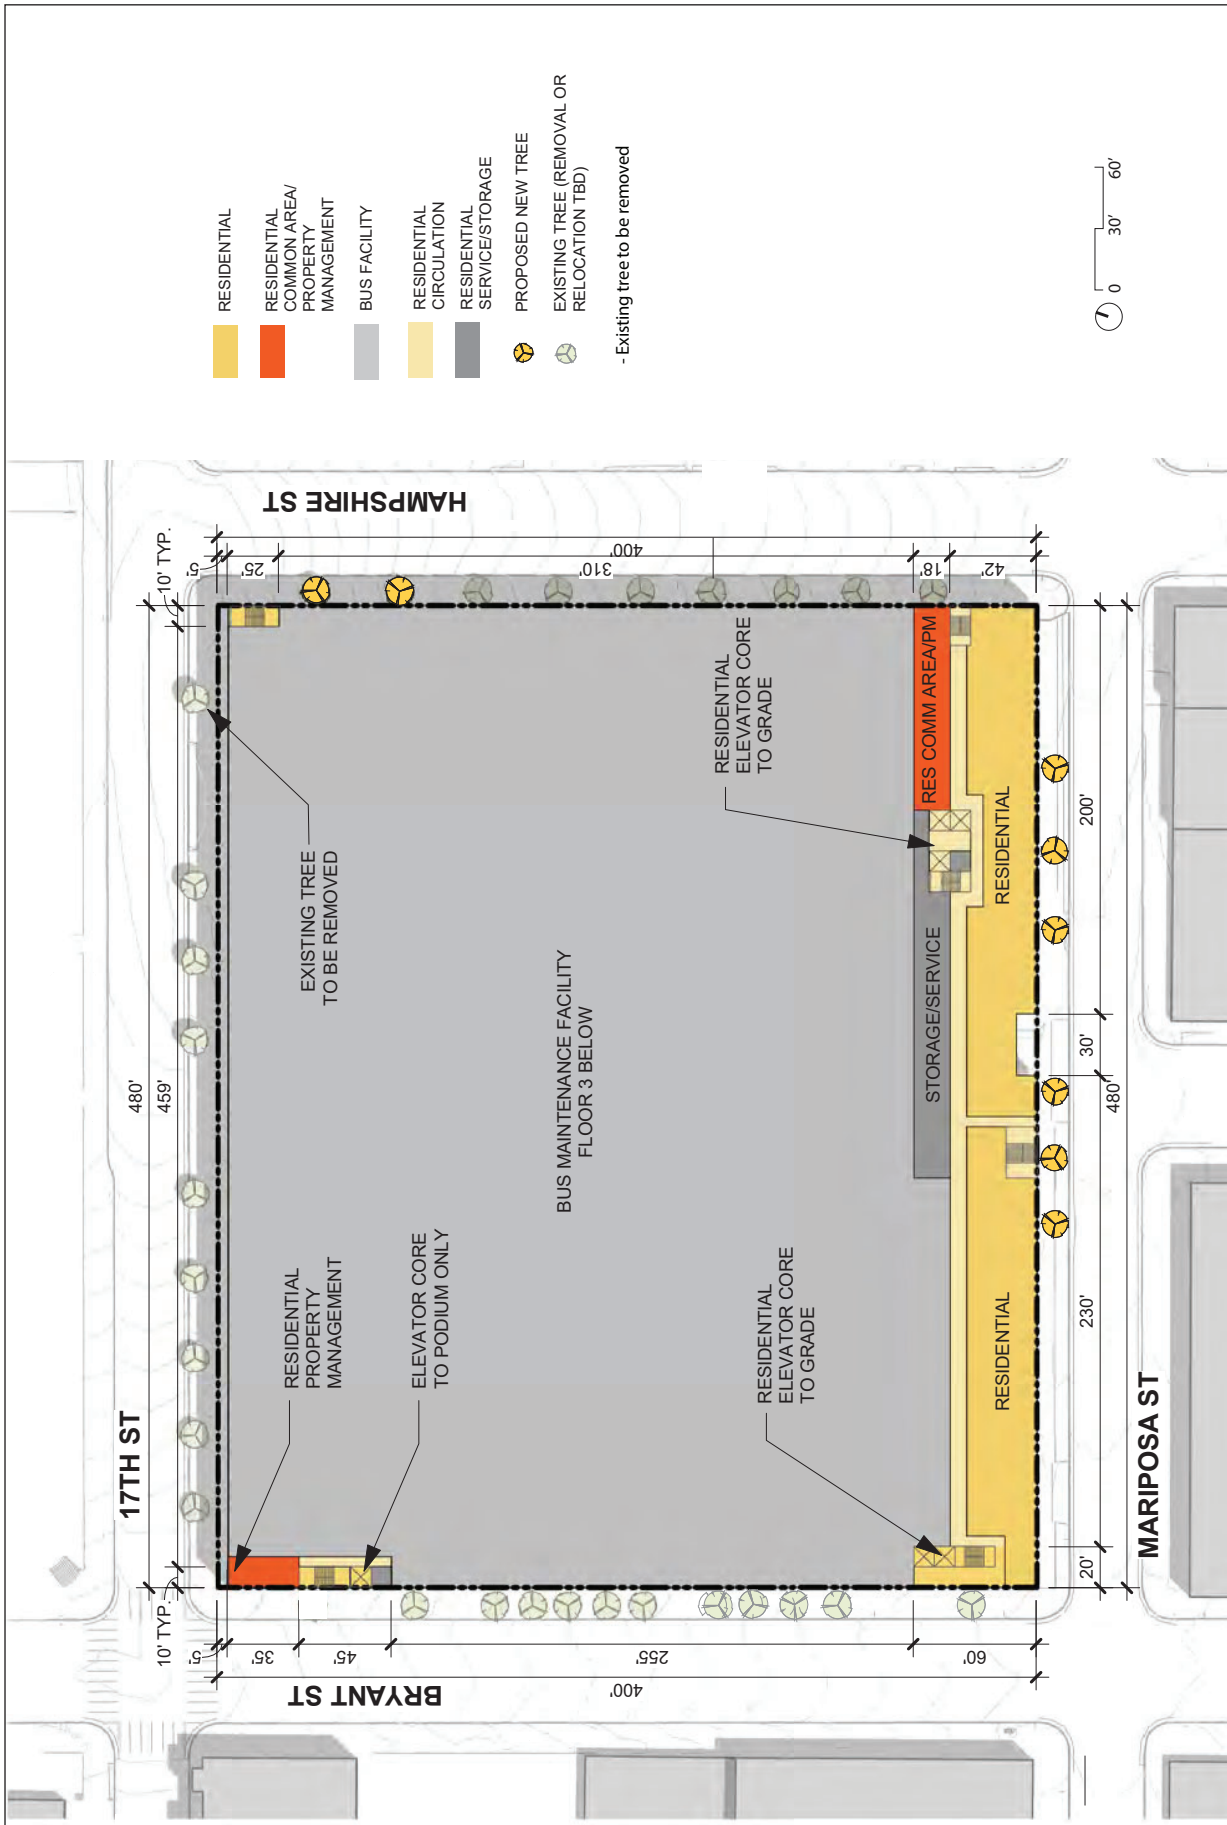 17TH ST
480'
459'
10' TYP.
10' TYP.
BRYANT ST
400'
5'
35'
45'
255'
60'
HAMPSHIRE ST
400'
5'
25'
310'
18'
42'
MARIPOSA ST
20'
230'
30'
200'
480'
RESIDENTIAL
PROPERTY
MANAGEMENT
ELEVATOR CORE
TO PODIUM ONLY
EXISTING TREE
TO BE REMOVED
BUS MAINTENANCE FACILITY
FLOOR 3 BELOW
RESIDENTIAL
ELEVATOR CORE
TO GRADE
RESIDENTIAL
ELEVATOR CORE
TO GRADE
STORAGE/SERVICE
RES COMM AREA/PM
RESIDENTIAL
RESIDENTIAL
RESIDENTIAL
RESIDENTIAL
COMMON AREA/
PROPERTY
MANAGEMENT
BUS FACILITY
RESIDENTIAL
CIRCULATION
RESIDENTIAL
SERVICE/STORAGE
PROPOSED NEW TREE
EXISTING TREE (REMOVAL OR
RELOCATION TBD)
- Existing tree to be removed
0 30' 60'